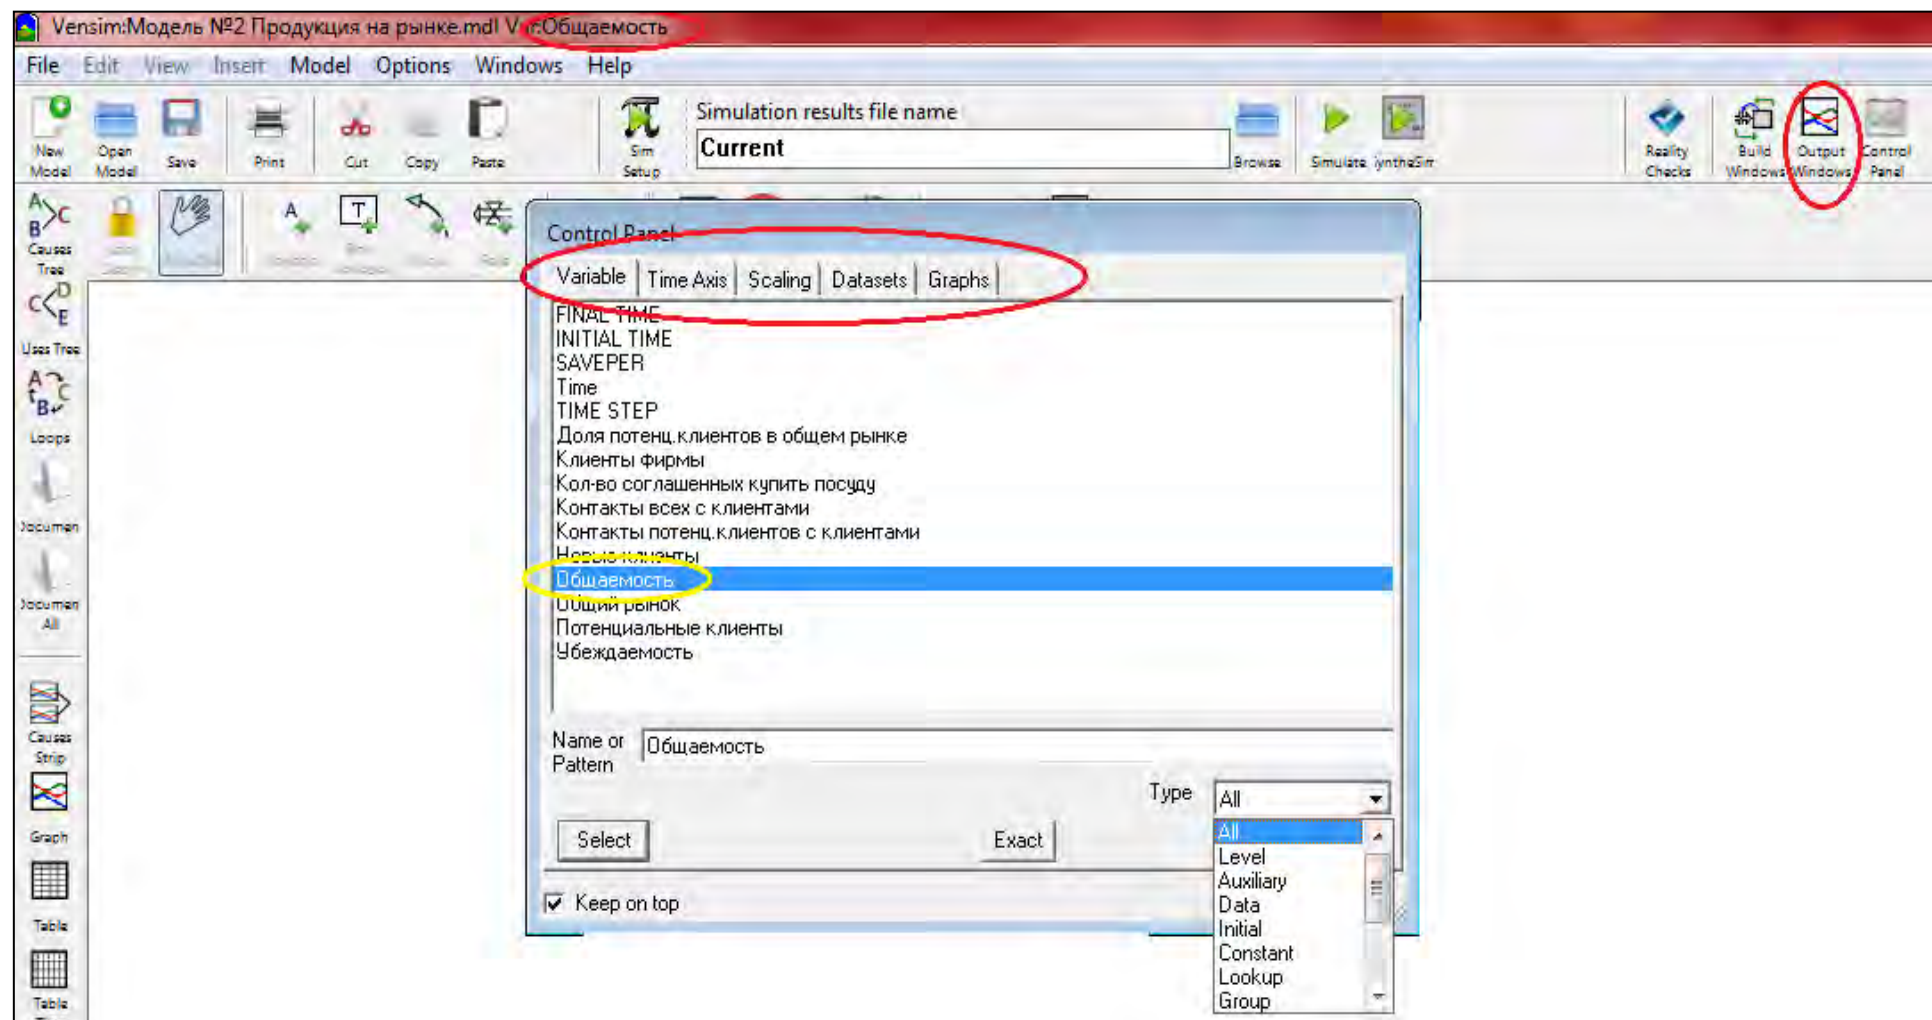 Vensim:Модель №2 Продукция на рынке.mdl V r:Общаемость
File Edit View Insert Model Options Windows Help
Simulation results file name
Current
New Model
Open Model
Save
Print
Cut
Copy
Paste
Sim Setup
Browse
Simulate
SyntheSim
Reality Checks
Build Windows
Output Windows
Control Panel
A B C
Causes Tree
C D E
Uses Tree
A B C
Loops
Documen
Documen All
Causes Strip
Graph
Table
Table
A
T
Control Panel
Variable Time Axis Scaling Datasets Graphs
FINAL TIME
INITIAL TIME
SAVEPER
Time
TIME STEP
Доля потенц.клиентов в общем рынке
Клиенты фирмы
Кол-во соглашенных купить посуду
Контакты всех с клиентами
Контакты потенц.клиентов с клиентами
Новые клиенты
Общаемость
Общий рынок
Потенциальные клиенты
Убеждаемость
Name or Pattern
Общаемость
Type All
Select Exact
All
Level
Auxiliary
Data
Initial
Constant
Lookup
Group
Keep on top